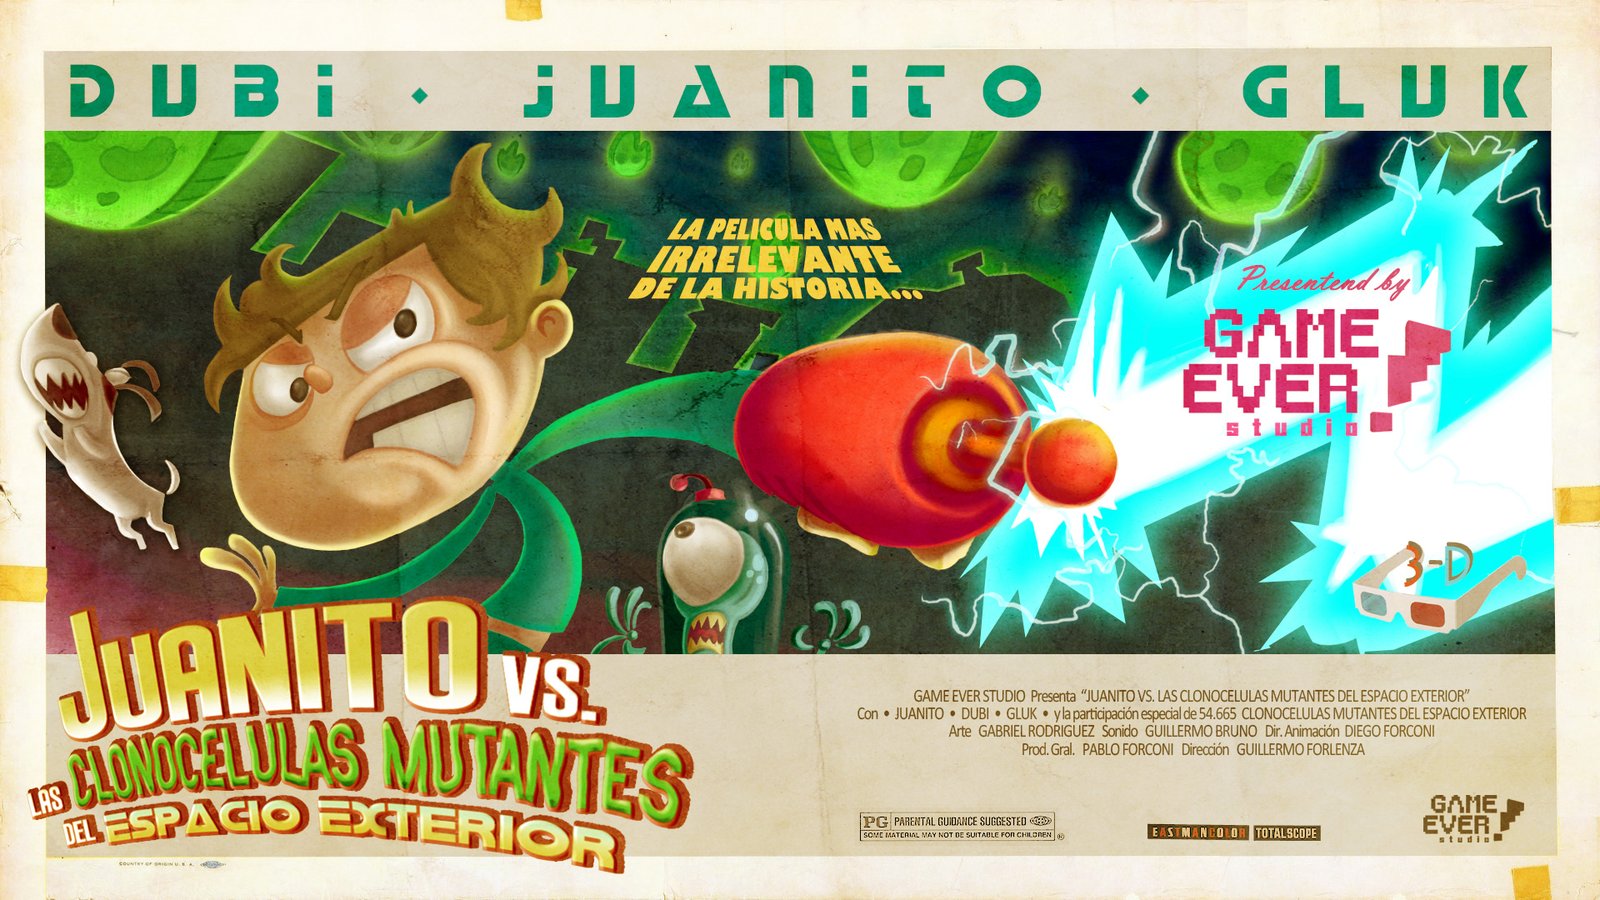 DUBi · JUANiTO · GLUK
LA PELICULA MAS
IRRELEVANTE
DE LA HISTORIA...
Presentend by
GAME
EVER!
studio
3-D
JUANITO VS.
LAS CLONOCELULAS MUTANTES
DEL ESPACIO EXTERIOR
GAME EVER STUDIO Presenta “JUANITO VS. LAS CLONOCELULAS MUTANTES DEL ESPACIO EXTERIOR”
Con • JUANITO • DUBI • GLUK • y la participación especial de 54.665 CLONOCELULAS MUTANTES DEL ESPACIO EXTERIOR
Arte GABRIEL RODRIGUEZ Sonido GUILLERMO BRUNO Dir. Animación DIEGO FORCONI
Prod. Gral. PABLO FORCONI Dirección GUILLERMO FORLENZA
PG PARENTAL GUIDANCE SUGGESTED
SOME MATERIAL MAY NOT BE SUITABLE FOR CHILDREN ®
EASTMANCOLOR TOTALSCOPE
GAME
EVER!
studio
COUNTRY OF ORIGIN U. S. A.